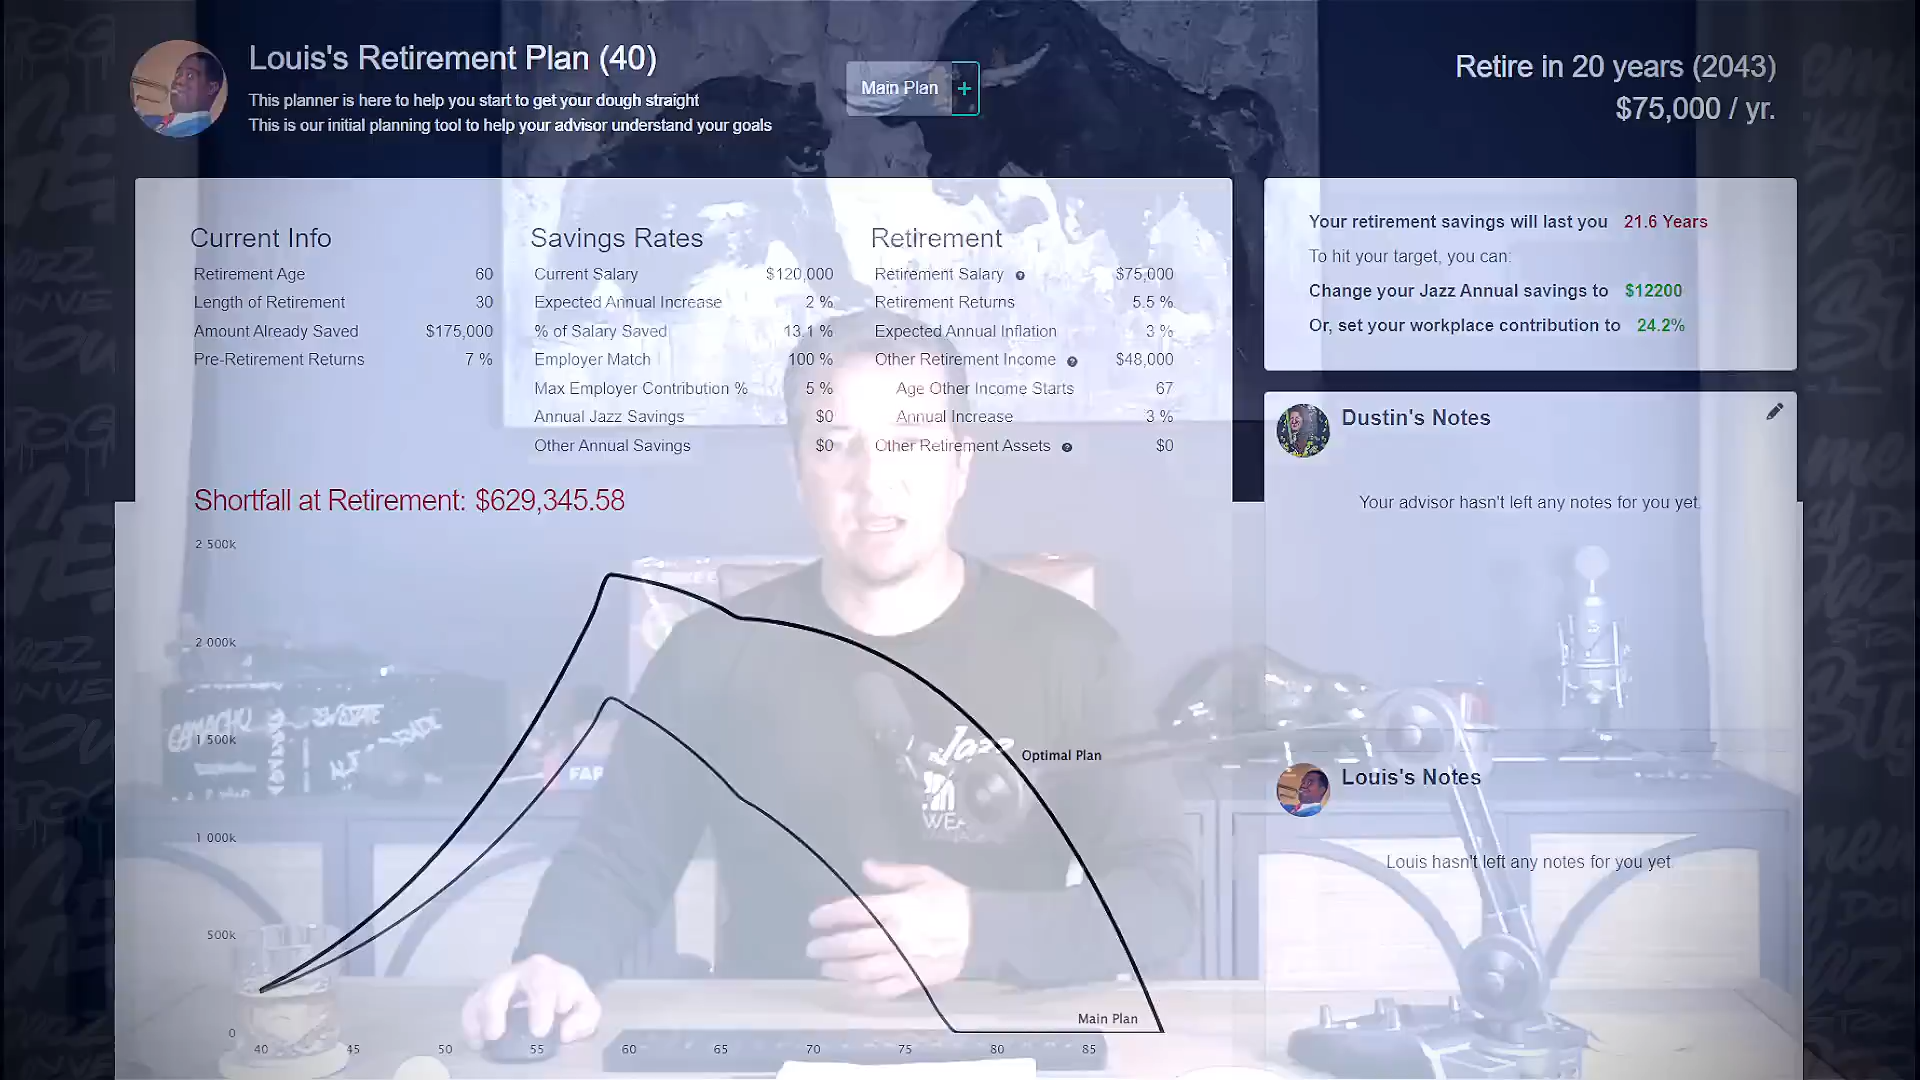 Louis's Retirement Plan (40)
This planner is here to help you start to get your dough straight
This is our initial planning tool to help your advisor understand your goals
Main Plan +
Retire in 20 years (2043)
$75,000 / yr.
Current Info
Retirement Age 60
Length of Retirement 30
Amount Already Saved $175,000
Pre-Retirement Returns 7 %
Savings Rates
Current Salary $120,000
Expected Annual Increase 2 %
% of Salary Saved 13.1 %
Employer Match 100 %
Max Employer Contribution % 5 %
Annual Jazz Savings $0
Other Annual Savings $0
Retirement
Retirement Salary $75,000
Retirement Returns 5.5 %
Expected Annual Inflation 3 %
Other Retirement Income $48,000
Age Other Income Starts 67
Annual Increase 3 %
Other Retirement Assets $0
Your retirement savings will last you 21.6 Years
To hit your target, you can:
Change your Jazz Annual savings to $12200
Or, set your workplace contribution to 24.2%
Dustin's Notes
Your advisor hasn't left any notes for you yet.
Louis's Notes
Louis hasn't left any notes for you yet
Shortfall at Retirement: $629,345.58
2 500k
2 000k
1 500k
1 000k
500k
0
40 45 50 55 60 65 70 75 80 85
Optimal Plan
Main Plan
Jazz
WEA
CAMACHO
FAF